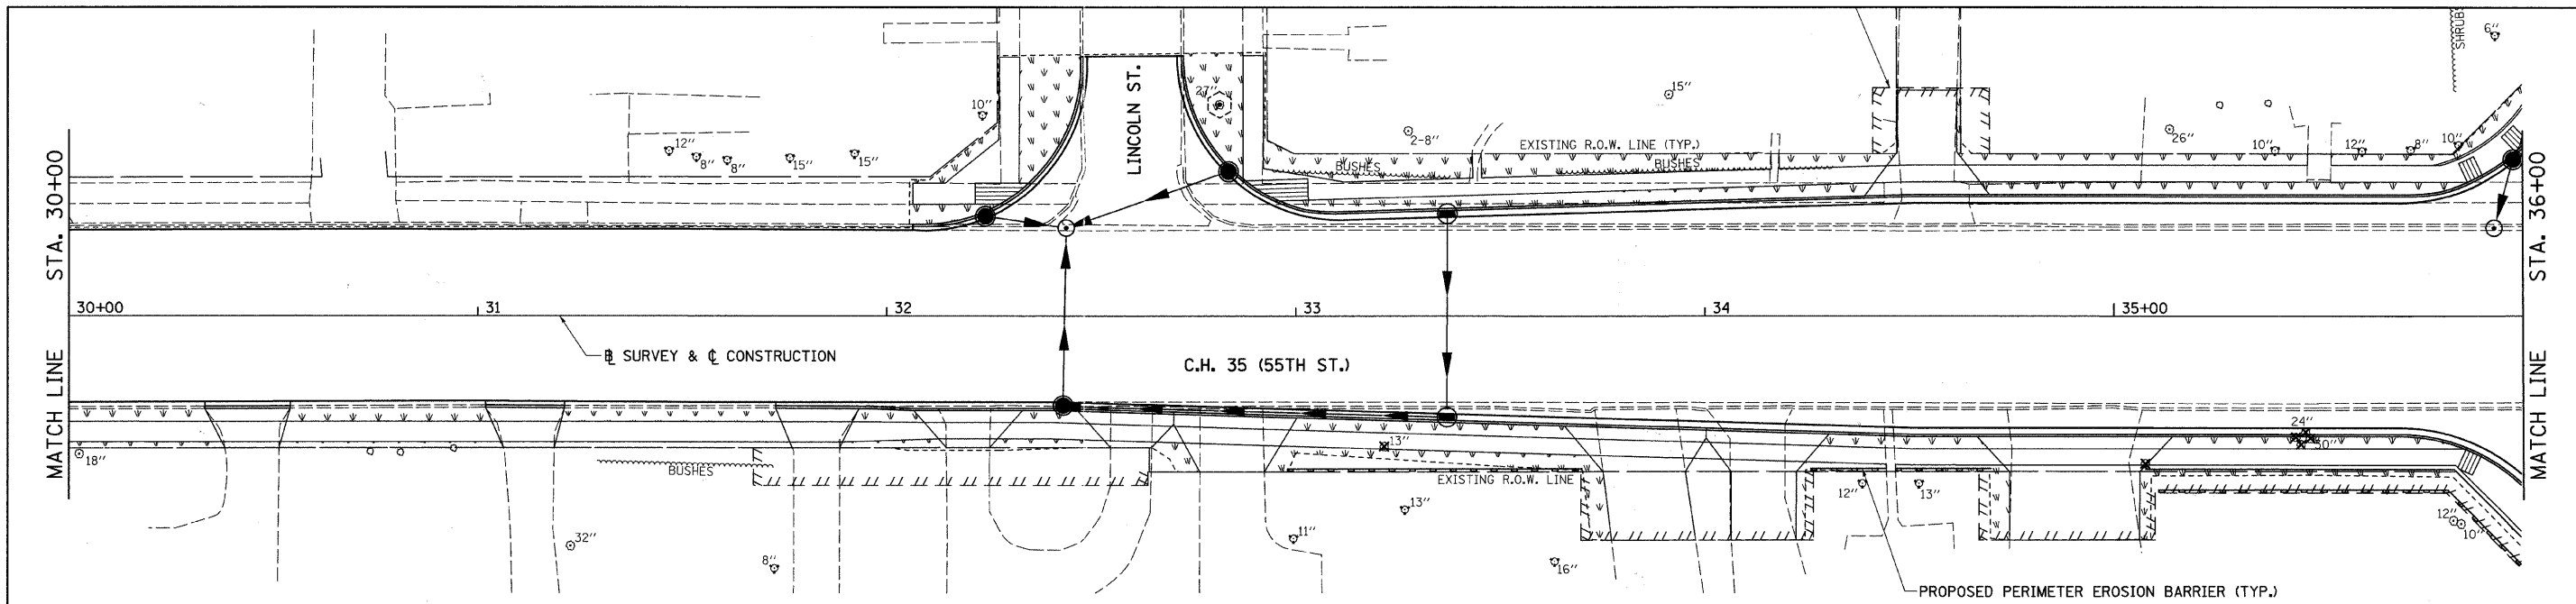 SHRUBS
6"
LINCOLN ST.
27"
10"
15"
2-8"
EXISTING R.O.W. LINE (TYP.)
26"
12"
8"
8"
15"
15"
BUSHES
BUSHES
10"
12"
8"
10"
MATCH LINE STA. 30+00
MATCH LINE STA. 36+00
30+00
31
32
33
34
35+00
℄ SURVEY & ℄ CONSTRUCTION
C.H. 35 (55TH ST.)
24"
30"
13"
18"
BUSHES
EXISTING R.O.W. LINE
12"
13"
13"
32"
11"
8"
16"
12"
10"
PROPOSED PERIMETER EROSION BARRIER (TYP.)